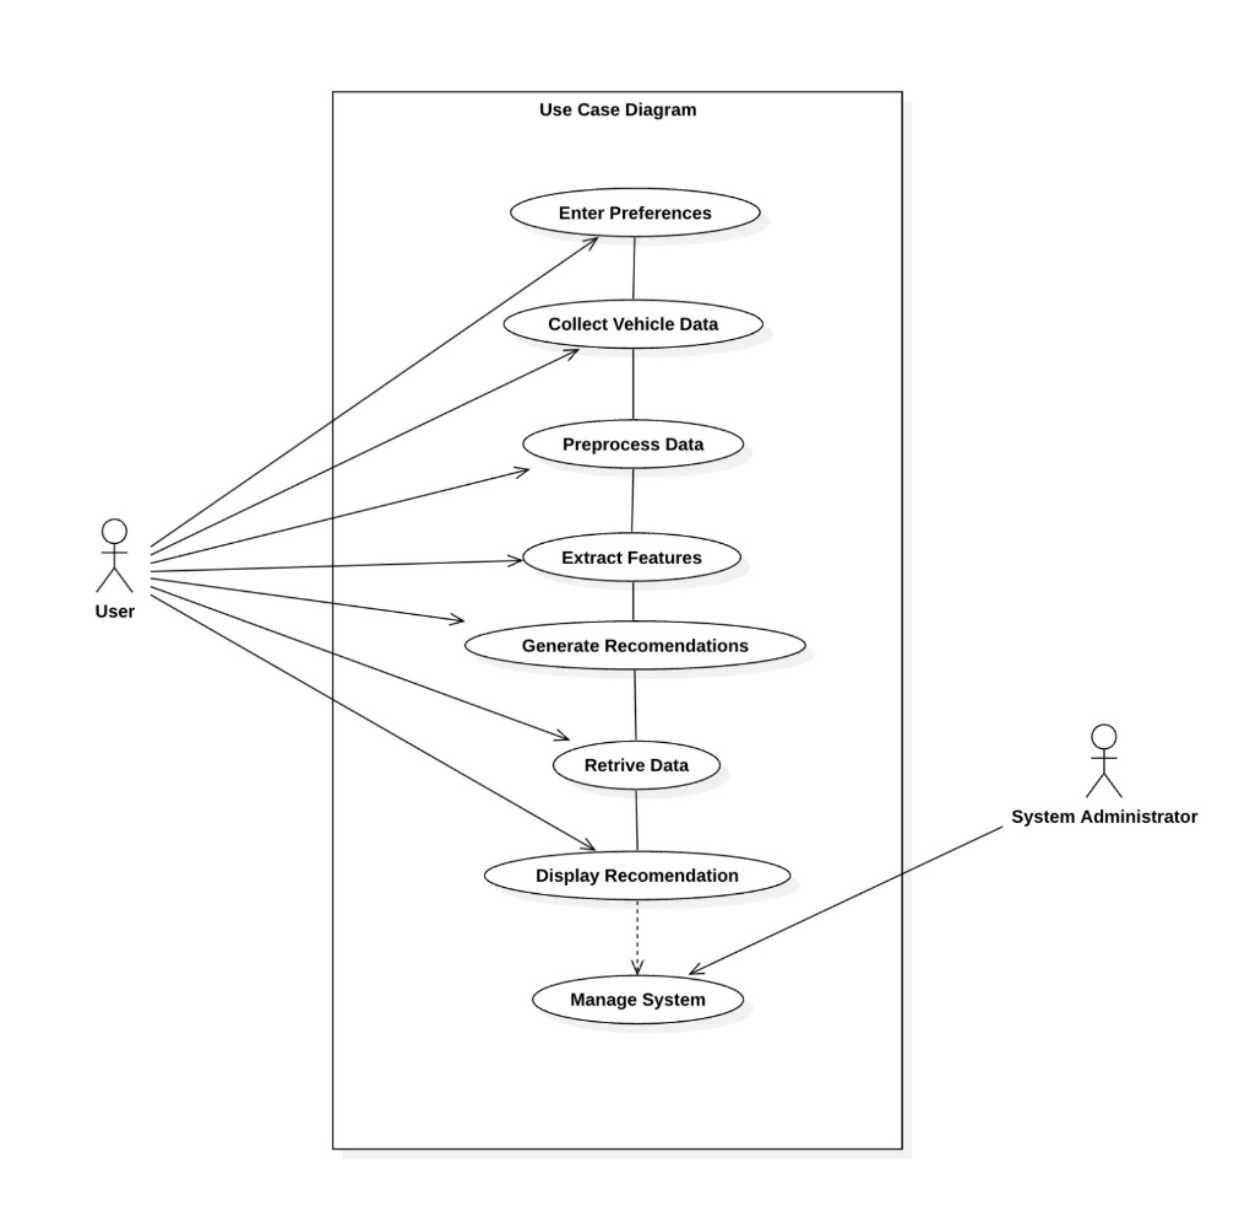 Use Case Diagram
Enter Preferences
Collect Vehicle Data
Preprocess Data
Extract Features
User
Generate Recomendations
Retrive Data
System Administrator
Display Recomendation
Manage System